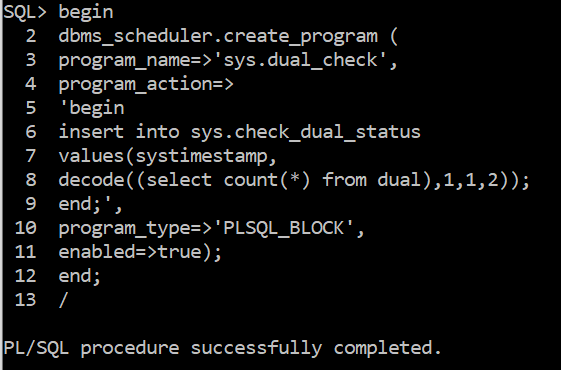 SQL> begin
2 dbms_scheduler.create_program (
3 program_name=>'sys.dual_check',
4 program_action=>
5 'begin
6 insert into sys.check_dual_status
7 values(systimestamp,
8 decode((select count(*) from dual),1,1,2));
9 end;',
10 program_type=>'PLSQL_BLOCK',
11 enabled=>true);
12 end;
13 /
PL/SQL procedure successfully completed.